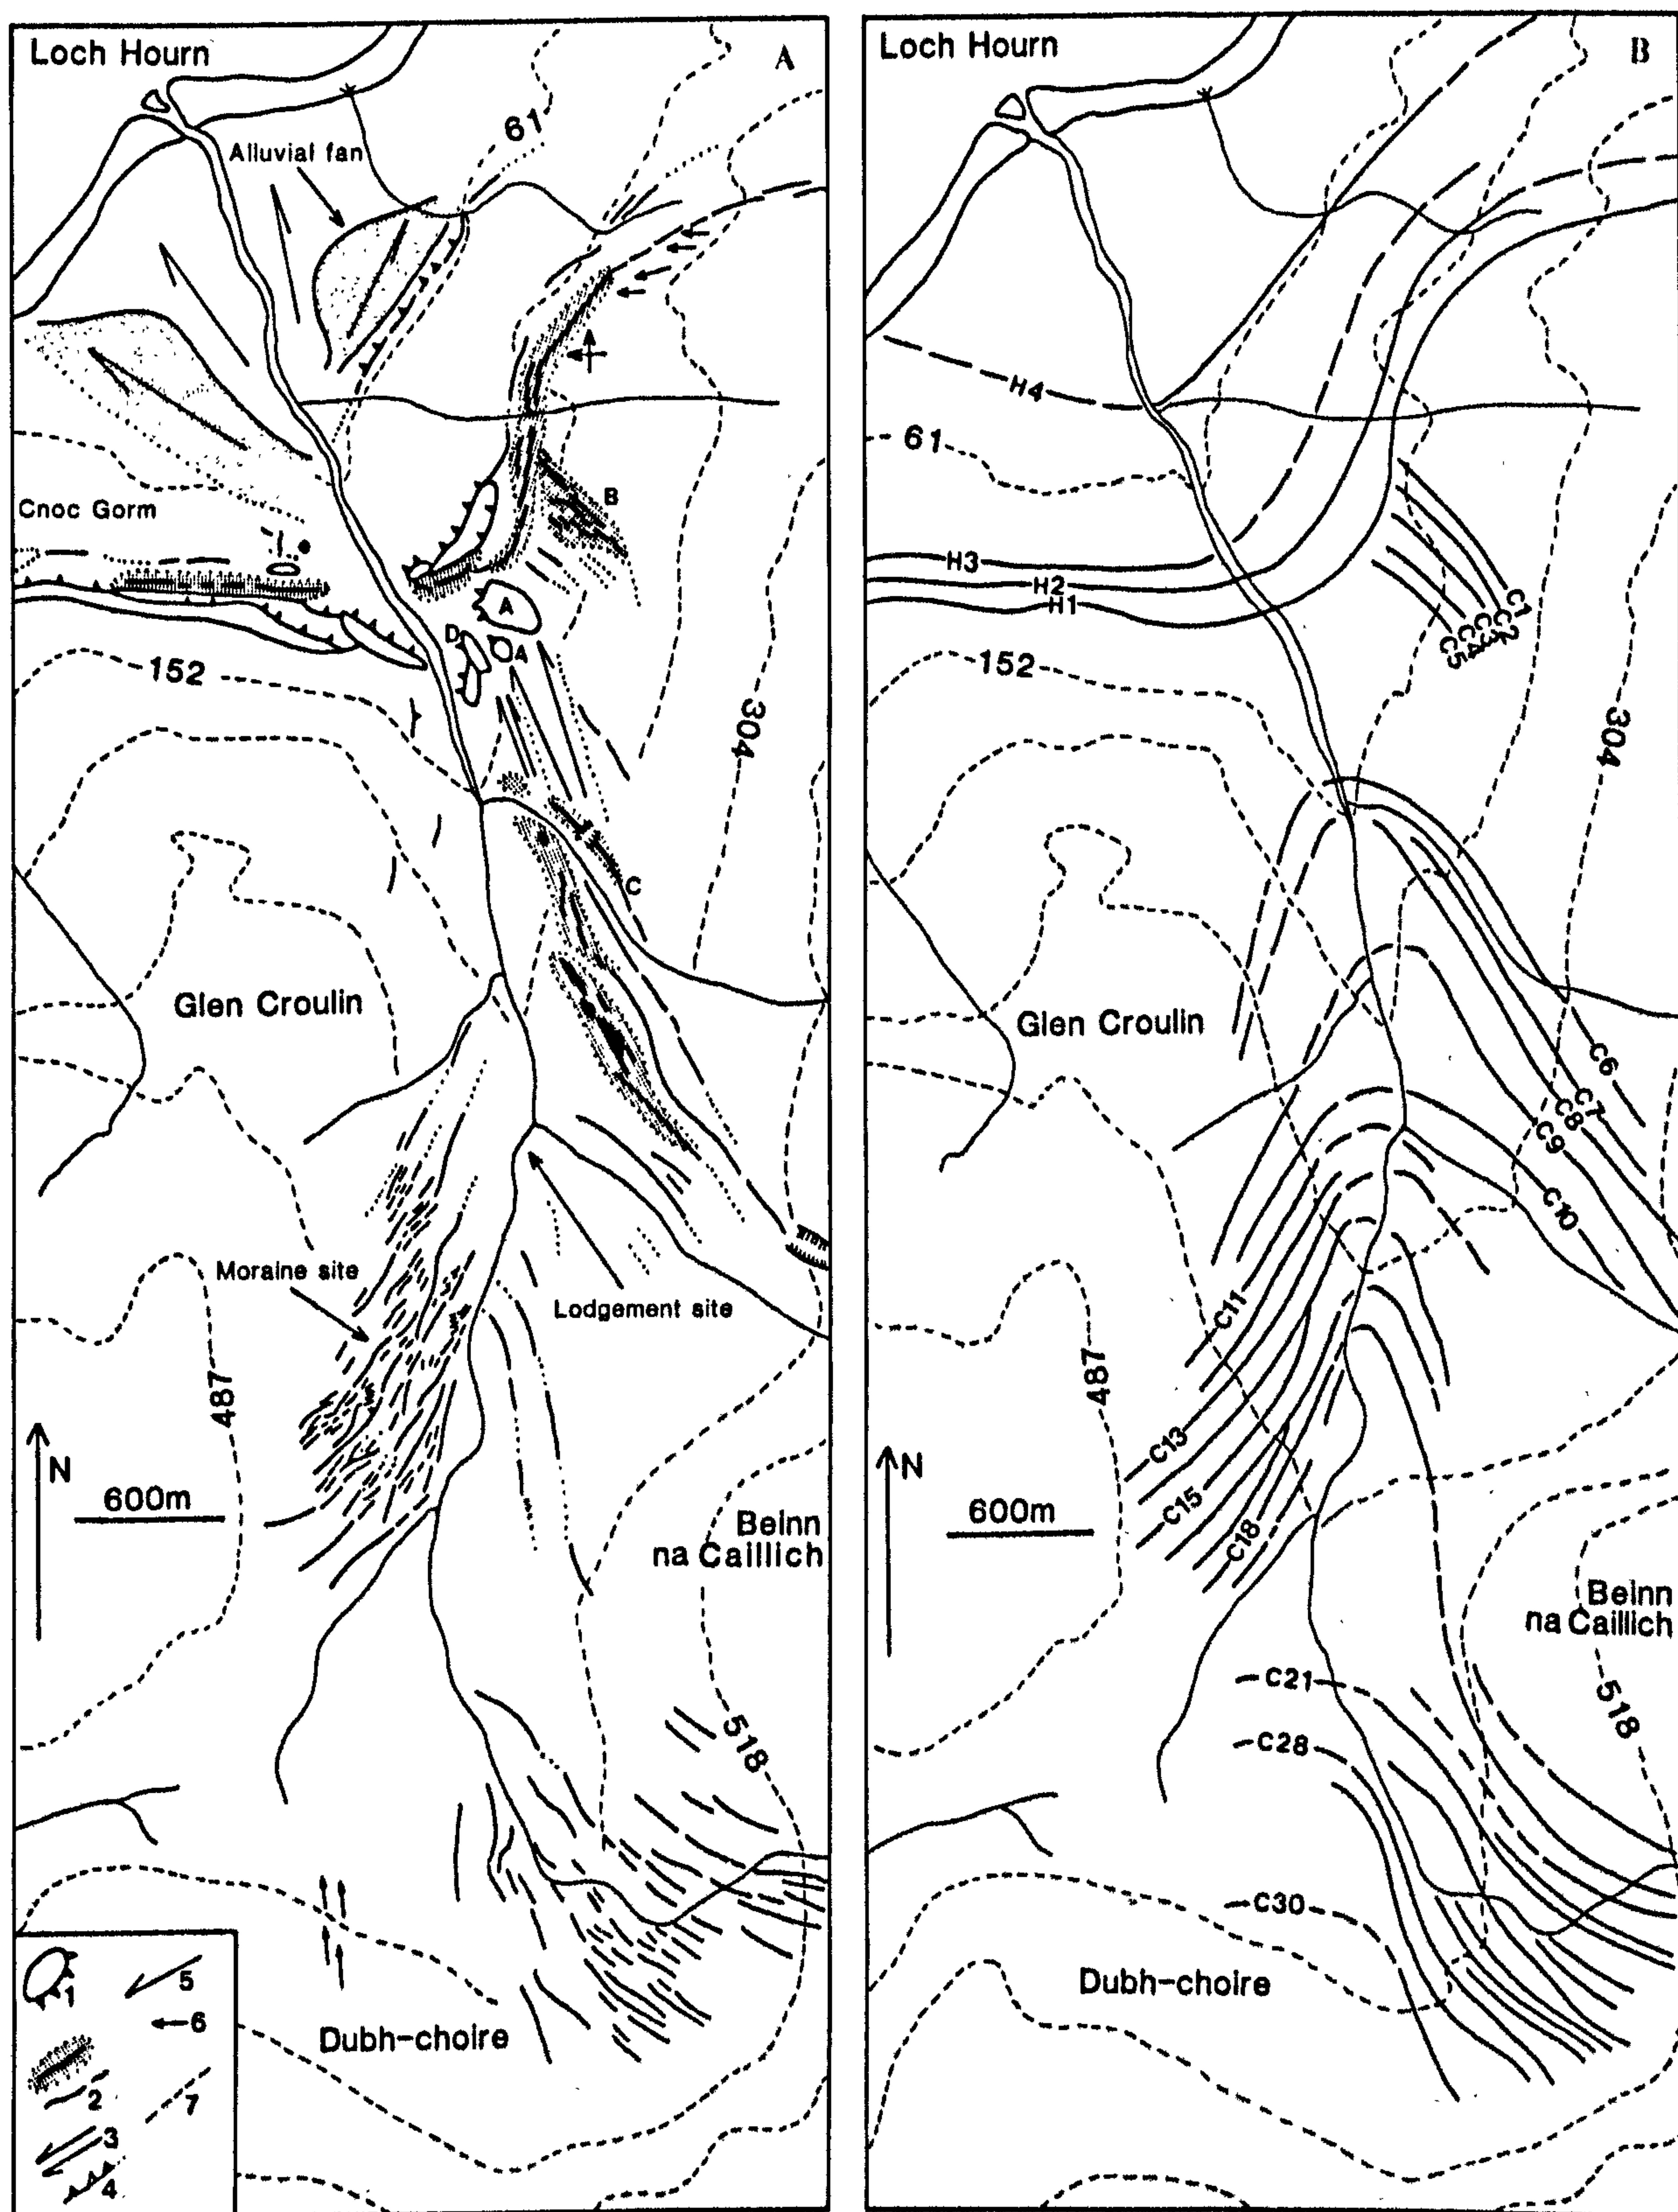 Loch Hourn
A
Alluvial fan
61
Cnoc Gorm
B
A
D
A
152
304
C
Glen Croulin
Moraine site
Lodgement site
487
N
600m
Beinn
na Caillich
518
Dubh-choire
1
5
6
2
7
3
4
Loch Hourn
B
H4
61
H3
H2
H1
C1
C2
C3
C4
C5
152
304
Glen Croulin
C6
C7
C8
C9
C10
C11
487
C13
C15
C18
N
600m
Beinn
na Caillich
C21
518
C28
C30
Dubh-choire